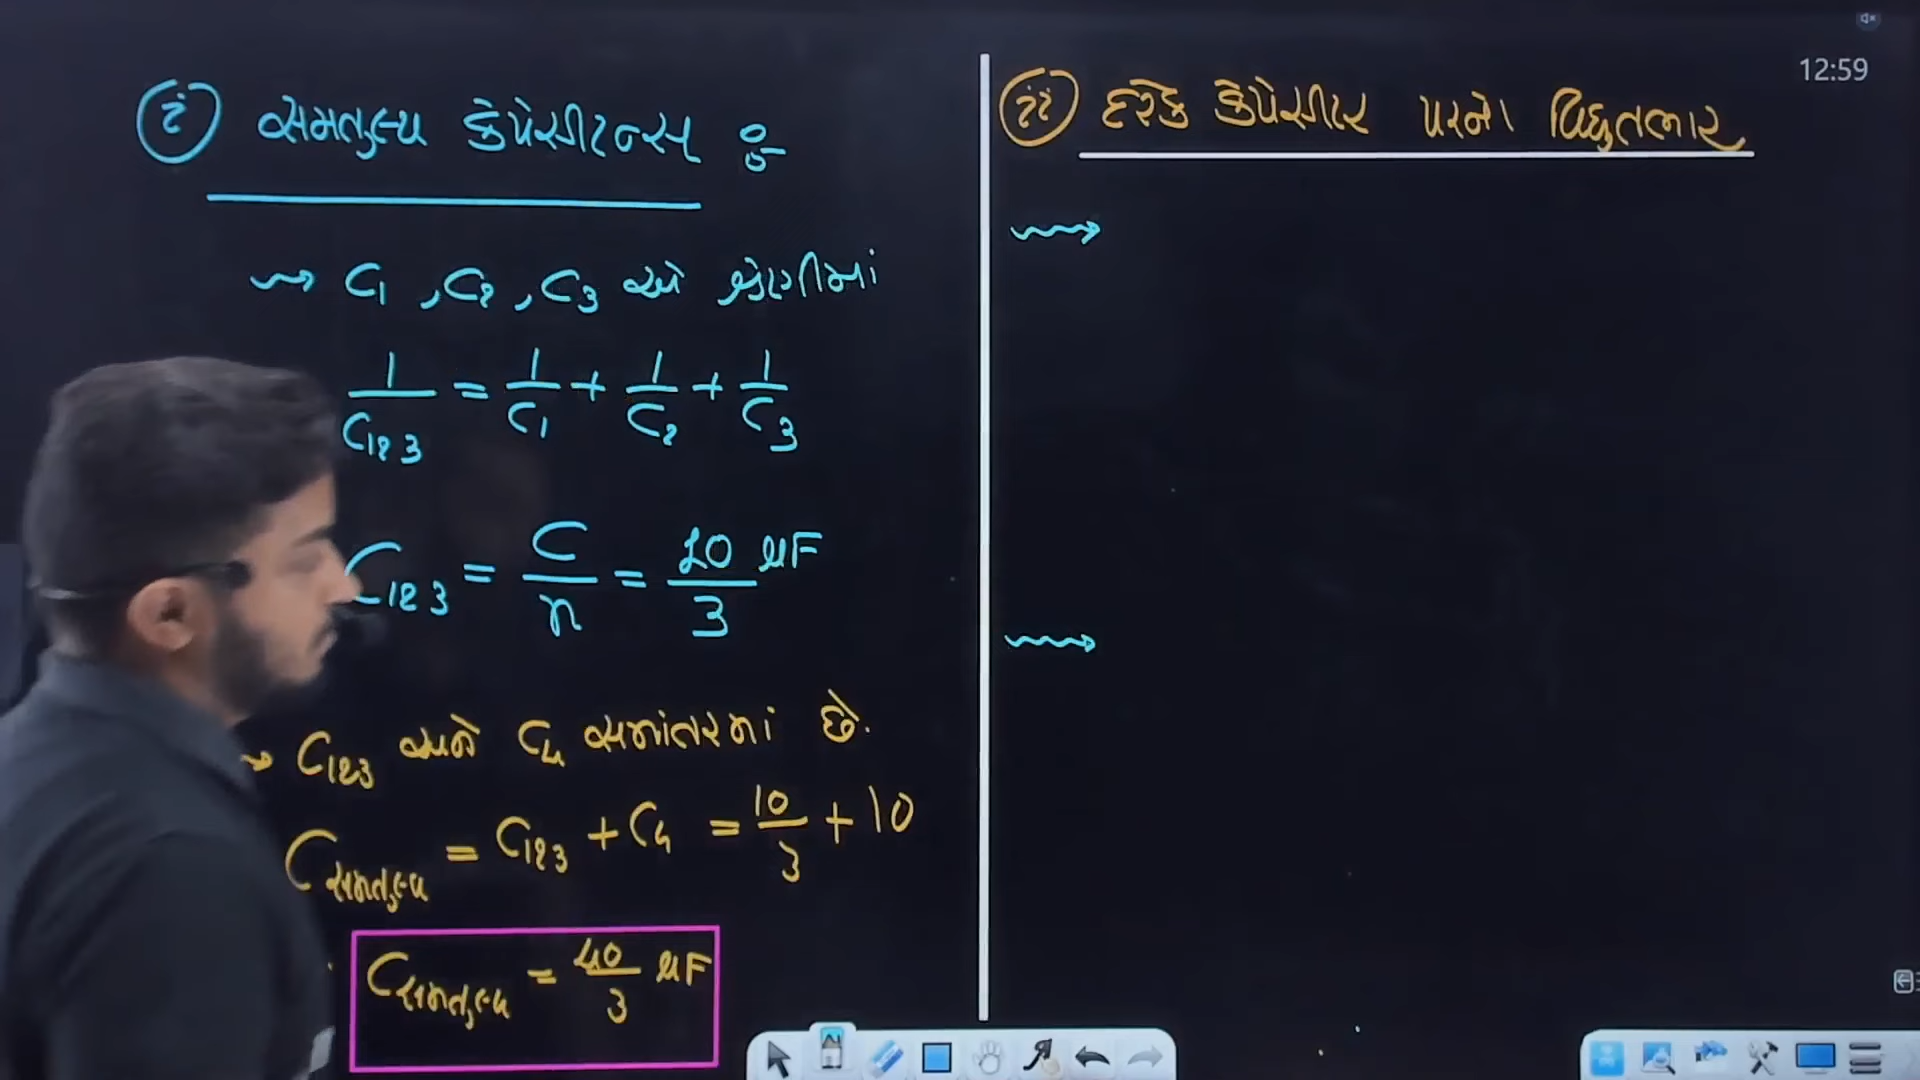 12:59
(i) સમતુલ્ય કેપેસીટન્સ :-
⇝ C₁ , C₂ , C₃ એ શ્રેણીમાં
1/C₁₂₃ = 1/C₁ + 1/C₂ + 1/C₃
C₁₂₃ = C/n = 10/3 μF
→ C₁₂₃ અને C₄ સમાંતરમાં છે.
Cસમતુલ્ય = C₁₂₃ + C₄ = 10/3 + 10
Cસમતુલ્ય = 40/3 μF
(ii) દરેક કેપેસીટર પરનો વિદ્યુતભાર
⇝
⇝